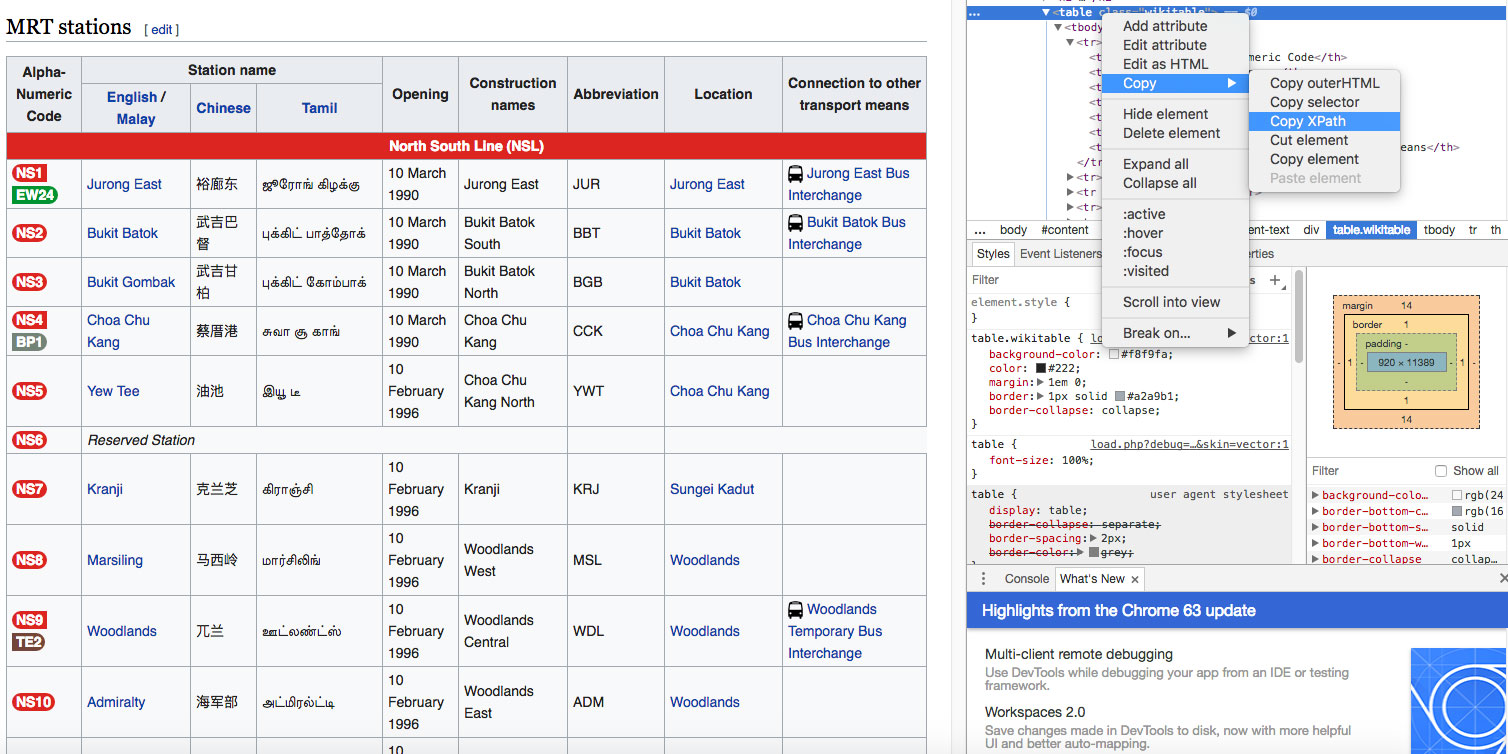 MRT stations [ edit ]
Alpha-
Numeric
Code
Station name
English /
Malay
Chinese
Tamil
Opening
Construction
names
Abbreviation
Location
Connection to other
transport means
North South Line (NSL)
NS1
EW24
Jurong East
裕廊东
ஜூரோங் கிழக்கு
10 March
1990
Jurong East
JUR
Jurong East
Jurong East Bus
Interchange
NS2
Bukit Batok
武吉巴
督
புக்கிட் பாத்தோக்
10 March
1990
Bukit Batok
South
BBT
Bukit Batok
Bukit Batok Bus
Interchange
NS3
Bukit Gombak
武吉甘
柏
புக்கிட் கோம்பாக்
10 March
1990
Bukit Batok
North
BGB
Bukit Batok
NS4
BP1
Choa Chu
Kang
蔡厝港
சுவா சூ காங்
10 March
1990
Choa Chu
Kang
CCK
Choa Chu Kang
Choa Chu Kang
Bus Interchange
NS5
Yew Tee
油池
இயூ டீ
10
February
1996
Choa Chu
Kang North
YWT
Choa Chu Kang
NS6
Reserved Station
NS7
Kranji
克兰芝
கிராஞ்சி
10
February
1996
Kranji
KRJ
Sungei Kadut
NS8
Marsiling
马西岭
மார்சிலிங்
10
February
1996
Woodlands
West
MSL
Woodlands
NS9
TE2
Woodlands
兀兰
ஊட்லண்ட்ஸ்
10
February
1996
Woodlands
Central
WDL
Woodlands
Woodlands
Temporary Bus
Interchange
NS10
Admiralty
海军部
அட்மிரல்ட்டி
10
February
1996
Woodlands
East
ADM
Woodlands
10
... ▼<table class="wikitable"> == $0
▼<tbody
▼<tr>
meric Code</th>
eans</th>
</tr>
▶<tr>
▶<tr
▶<tr>
Add attribute
Edit attribute
Edit as HTML
Copy ▶
Hide element
Delete element
Expand all
Collapse all
:active
:hover
:focus
:visited
Scroll into view
Break on... ▶
Copy outerHTML
Copy selector
Copy XPath
Cut element
Copy element
Paste element
... body #content ent-text div table.wikitable tbody tr th
Styles Event Listeners erties
Filter s +
element.style {
}
table.wikitable { lo ctor:1
background-color: #f8f9fa;
color: #222;
margin:▶ 1em 0;
border:▶ 1px solid #a2a9b1;
border-collapse: collapse;
}
table { load.php?debug=…&skin=vector:1
font-size: 100%;
}
table { user agent stylesheet
display: table;
border-collapse: separate;
border-spacing:▶ 2px;
border-color:▶ grey;
margin 14
border 1
padding -
- 1 - 920 × 11389 - 1 -
-
1
14
Filter Show all
▶ background-colo… rgb(24
▶ border-bottom-c… rgb(16
▶ border-bottom-s… solid
▶ border-bottom-w… 1px
▶ border-collapse collap…
Console What's New ×
Highlights from the Chrome 63 update
Multi-client remote debugging
Use DevTools while debugging your app from an IDE or testing
framework.
Workspaces 2.0
Save changes made in DevTools to disk, now with more helpful
UI and better auto-mapping.